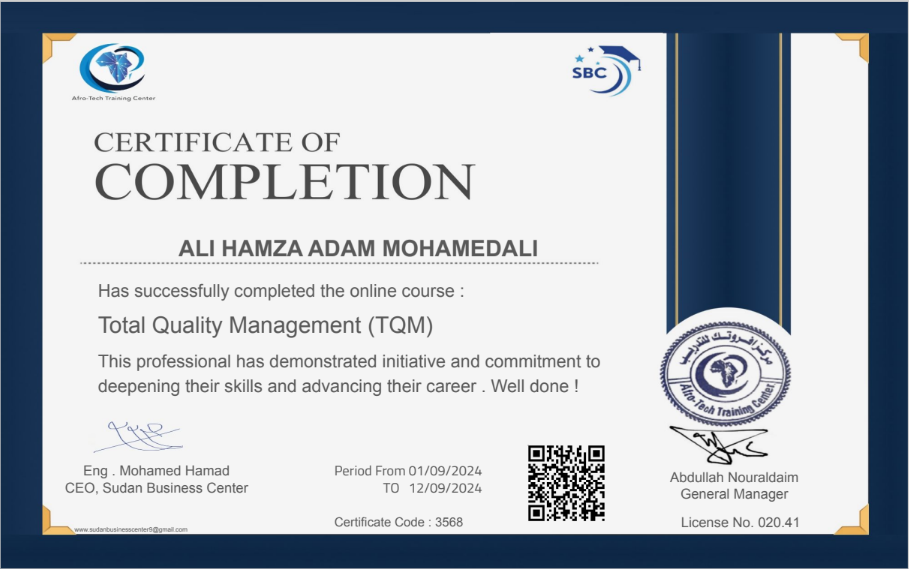 Afro-Tech Training Center
SBC
CERTIFICATE OF
COMPLETION
ALI HAMZA ADAM MOHAMEDALI
Has successfully completed the online course :
Total Quality Management (TQM)
This professional has demonstrated initiative and commitment to
deepening their skills and advancing their career . Well done !
مركز افروتك للتدريب
Afro-Tech Training Center
Eng . Mohamed Hamad
CEO, Sudan Business Center
Period From 01/09/2024
TO 12/09/2024
Certificate Code : 3568
Abdullah Nouraldaim
General Manager
License No. 020.41
www.sudanbusinesscenter9@gmail.com